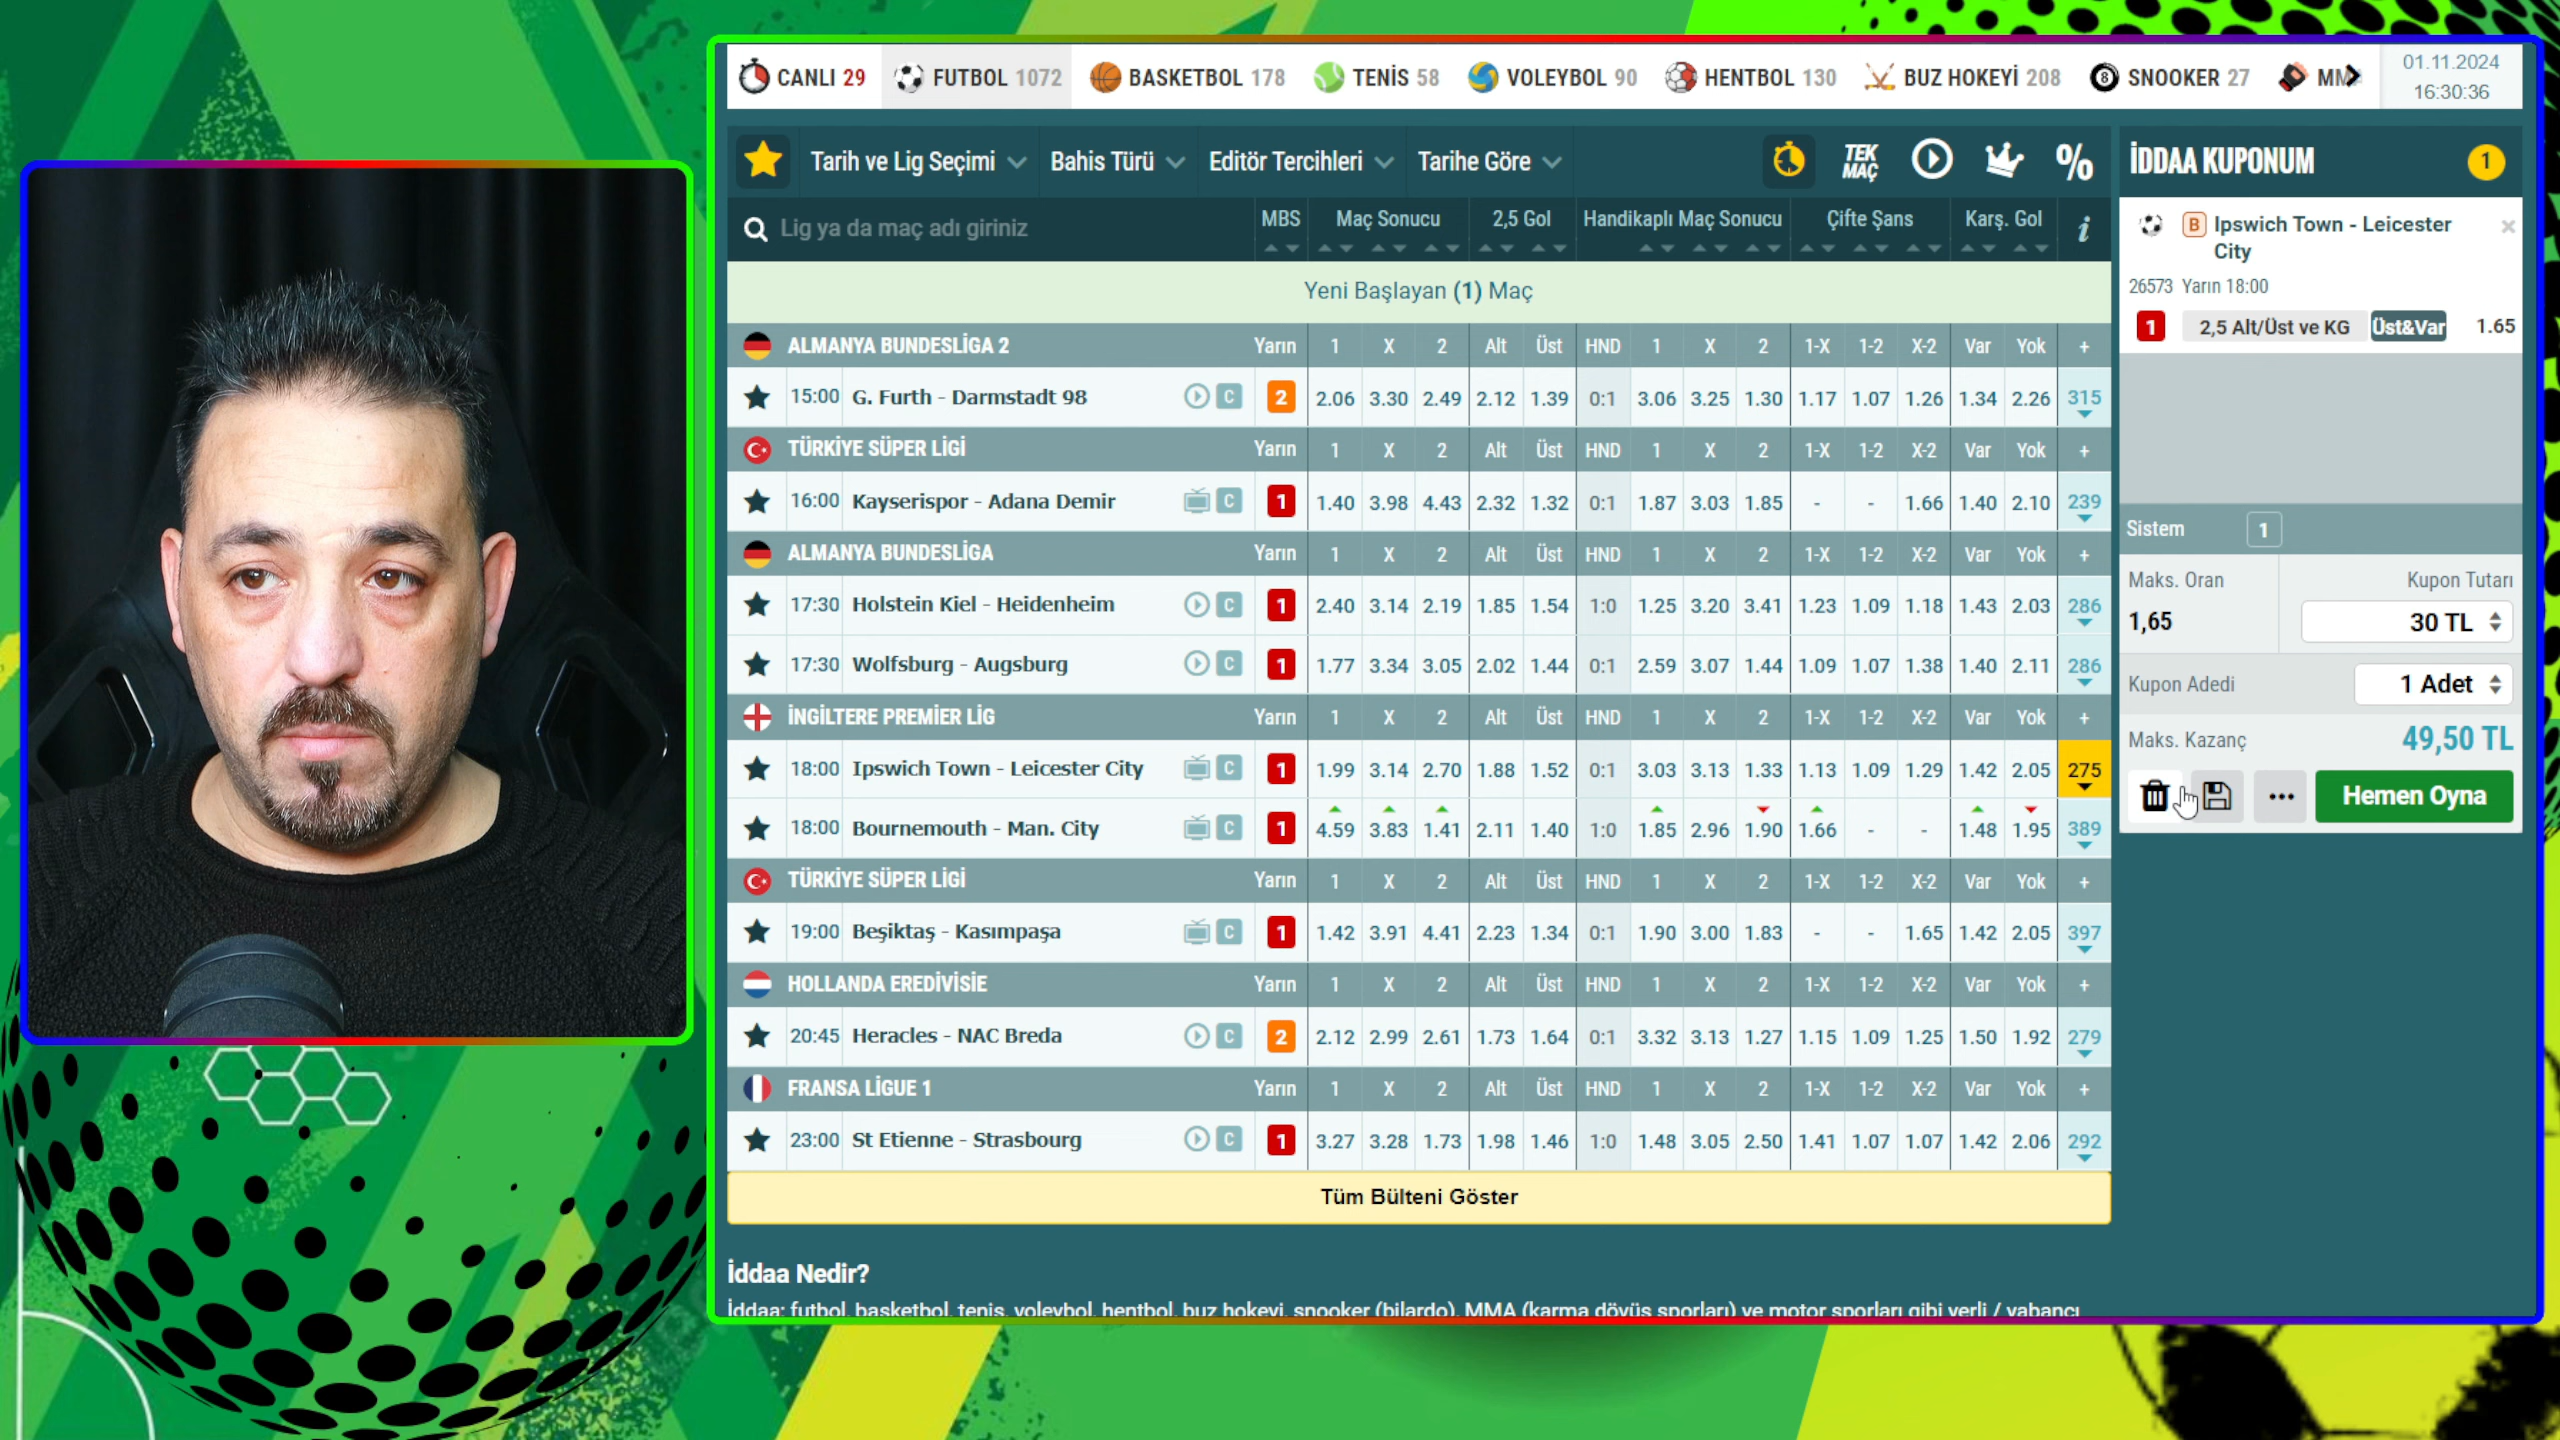 CANLI 29 FUTBOL 1072 BASKETBOL 178 TENİS 58 VOLEYBOL 90 HENTBOL 130 BUZ HOKEYİ 208 SNOOKER 27 01.11.2024
16:30:36
Tarih ve Lig Seçimi Bahis Türü Editör Tercihleri Tarihe Göre TEK MAÇ %
Lig ya da maç adı giriniz MBS Maç Sonucu 2,5 Gol Handikaplı Maç Sonucu Çifte Şans Karş. Gol i
Yeni Başlayan (1) Maç
ALMANYA BUNDESLİGA 2 Yarın 1 X 2 Alt Üst HND 1 X 2 1-X 1-2 X-2 Var Yok +
15:00 G. Furth - Darmstadt 98 C 2 2.06 3.30 2.49 2.12 1.39 0:1 3.06 3.25 1.30 1.17 1.07 1.26 1.34 2.26 315
TÜRKİYE SÜPER LİGİ Yarın 1 X 2 Alt Üst HND 1 X 2 1-X 1-2 X-2 Var Yok +
16:00 Kayserispor - Adana Demir C 1 1.40 3.98 4.43 2.32 1.32 0:1 1.87 3.03 1.85 - - 1.66 1.40 2.10 239
ALMANYA BUNDESLİGA Yarın 1 X 2 Alt Üst HND 1 X 2 1-X 1-2 X-2 Var Yok +
17:30 Holstein Kiel - Heidenheim C 1 2.40 3.14 2.19 1.85 1.54 1:0 1.25 3.20 3.41 1.23 1.09 1.18 1.43 2.03 286
17:30 Wolfsburg - Augsburg C 1 1.77 3.34 3.05 2.02 1.44 0:1 2.59 3.07 1.44 1.09 1.07 1.38 1.40 2.11 286
İNGİLTERE PREMİER LİG Yarın 1 X 2 Alt Üst HND 1 X 2 1-X 1-2 X-2 Var Yok +
18:00 Ipswich Town - Leicester City C 1 1.99 3.14 2.70 1.88 1.52 0:1 3.03 3.13 1.33 1.13 1.09 1.29 1.42 2.05 275
18:00 Bournemouth - Man. City C 1 4.59 3.83 1.41 2.11 1.40 1:0 1.85 2.96 1.90 1.66 - - 1.48 1.95 389
TÜRKİYE SÜPER LİGİ Yarın 1 X 2 Alt Üst HND 1 X 2 1-X 1-2 X-2 Var Yok +
19:00 Beşiktaş - Kasımpaşa C 1 1.42 3.91 4.41 2.23 1.34 0:1 1.90 3.00 1.83 - - 1.65 1.42 2.05 397
HOLLANDA EREDİVİSİE Yarın 1 X 2 Alt Üst HND 1 X 2 1-X 1-2 X-2 Var Yok +
20:45 Heracles - NAC Breda C 2 2.12 2.99 2.61 1.73 1.64 0:1 3.32 3.13 1.27 1.15 1.09 1.25 1.50 1.92 279
FRANSA LİGUE 1 Yarın 1 X 2 Alt Üst HND 1 X 2 1-X 1-2 X-2 Var Yok +
23:00 St Etienne - Strasbourg C 1 3.27 3.28 1.73 1.98 1.46 1:0 1.48 3.05 2.50 1.41 1.07 1.07 1.42 2.06 292
Tüm Bülteni Göster
İddaa Nedir?
İddaa; futbol, basketbol, tenis, voleybol, hentbol, buz hokeyi, snooker (bilardo), MMA (karma dövüş sporları) ve motor sporları gibi yerli / yabancı
İDDAA KUPONUM 1
B Ipswich Town - Leicester
City
26573 Yarın 18:00
1 2,5 Alt/Üst ve KG Üst&Var 1.65
Sistem 1
Maks. Oran Kupon Tutarı
1,65 30 TL
Kupon Adedi 1 Adet
Maks. Kazanç 49,50 TL
Hemen Oyna